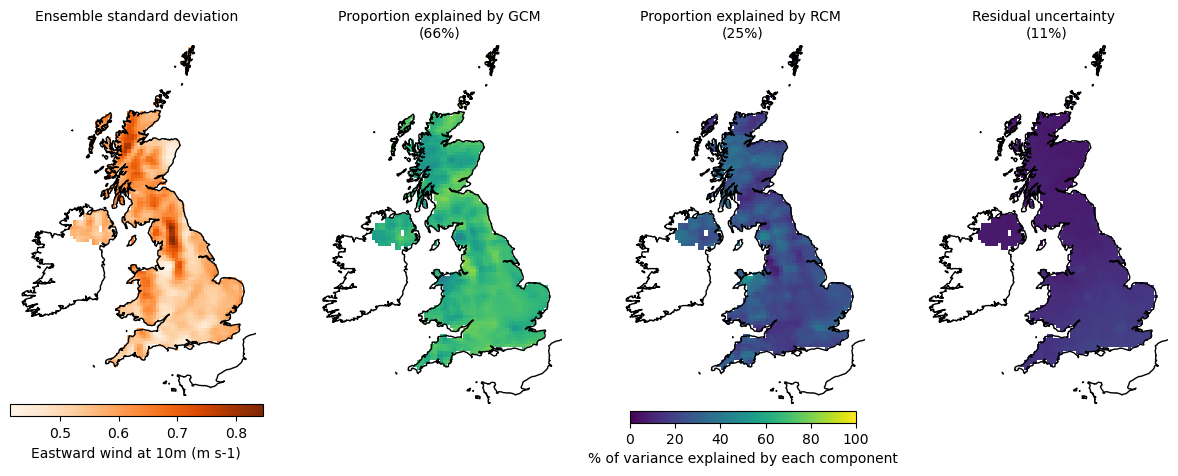 Ensemble standard deviation
Proportion explained by GCM
(66%)
Proportion explained by RCM
(25%)
Residual uncertainty
(11%)
0.5 0.6 0.7 0.8
Eastward wind at 10m (m s-1)
0 20 40 60 80 100
% of variance explained by each component